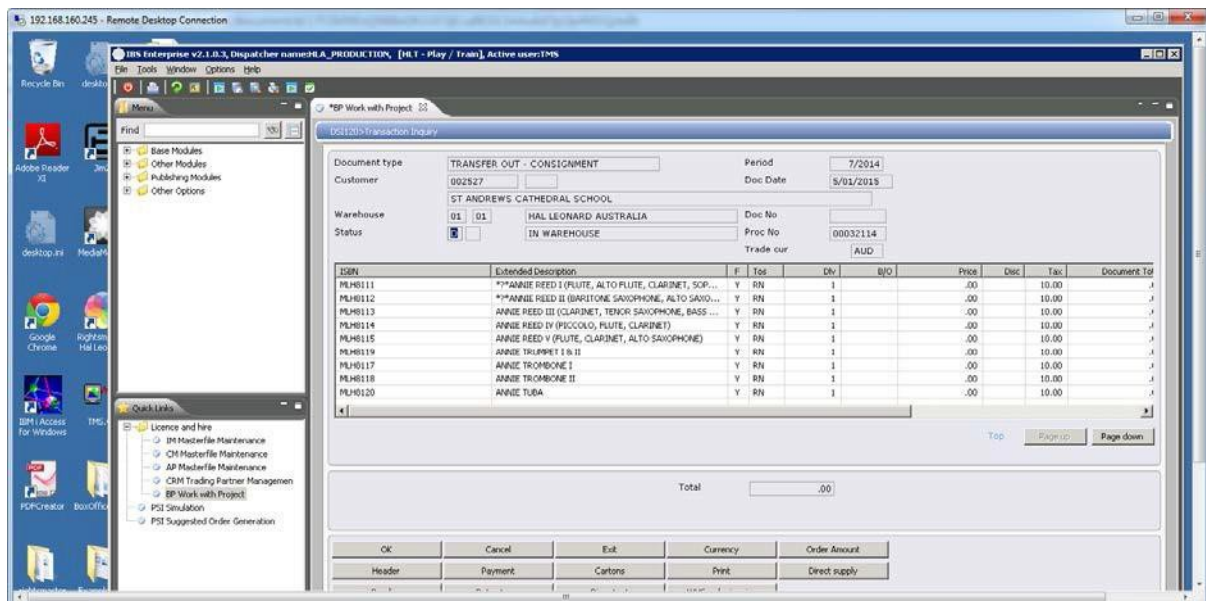 192.168.160.245 - Remote Desktop Connection
IBS Enterprise v2.1.0.3, Dispatcher name:HLA_PRODUCTION, [HLT - Play / Train], Active user:TMS
File Tools Window Options Help
Recycle Bin
Menu
*BP Work with Project
Find
DSI120>Transaction Inquiry
Base Modules
Other Modules
Publishing Modules
Other Options
Adobe Reader XI
Document type TRANSFER OUT - CONSIGNMENT Period 7/2014
Customer 002527 Doc Date 5/01/2015
ST ANDREWS CATHEDRAL SCHOOL
Warehouse 01 01 HAL LEONARD AUSTRALIA Doc No
Status D IN WAREHOUSE Proc No 00032114
Trade cur AUD
desktop.ini
ISBN Extended Description F Tos Dlv B/O Price Disc Tax Document Tot
MLH8111 *?*ANNIE REED I (FLUTE, ALTO FLUTE, CLARINET, SOP... Y RN 1 .00 10.00
MLH8112 *?*ANNIE REED II (BARITONE SAXOPHONE, ALTO SAXO... Y RN 1 .00 10.00
MLH8113 ANNIE REED III (CLARINET, TENOR SAXOPHONE, BASS ... Y RN 1 .00 10.00
MLH8114 ANNIE REED IV (PICCOLO, FLUTE, CLARINET) Y RN 1 .00 10.00
MLH8115 ANNIE REED V (FLUTE, CLARINET, ALTO SAXOPHONE) Y RN 1 .00 10.00
MLH8119 ANNIE TRUMPET I & II Y RN 1 .00 10.00
MLH8117 ANNIE TROMBONE I Y RN 1 .00 10.00
MLH8118 ANNIE TROMBONE II Y RN 1 .00 10.00
MLH8120 ANNIE TUBA Y RN 1 .00 10.00
Google Chrome
Hal Leo
Quick Links
Licence and hire
IM Masterfile Maintenance
CM Masterfile Maintenance
AP Masterfile Maintenance
CRM Trading Partner Managemen
BP Work with Project
PSI Simulation
PSI Suggested Order Generation
IBM i Access for Windows
TMS
Top Page up Page down
Total .00
PDFCreator
BoxOffic
OK Cancel Exit Currency Order Amount
Header Payment Cartons Print Direct supply